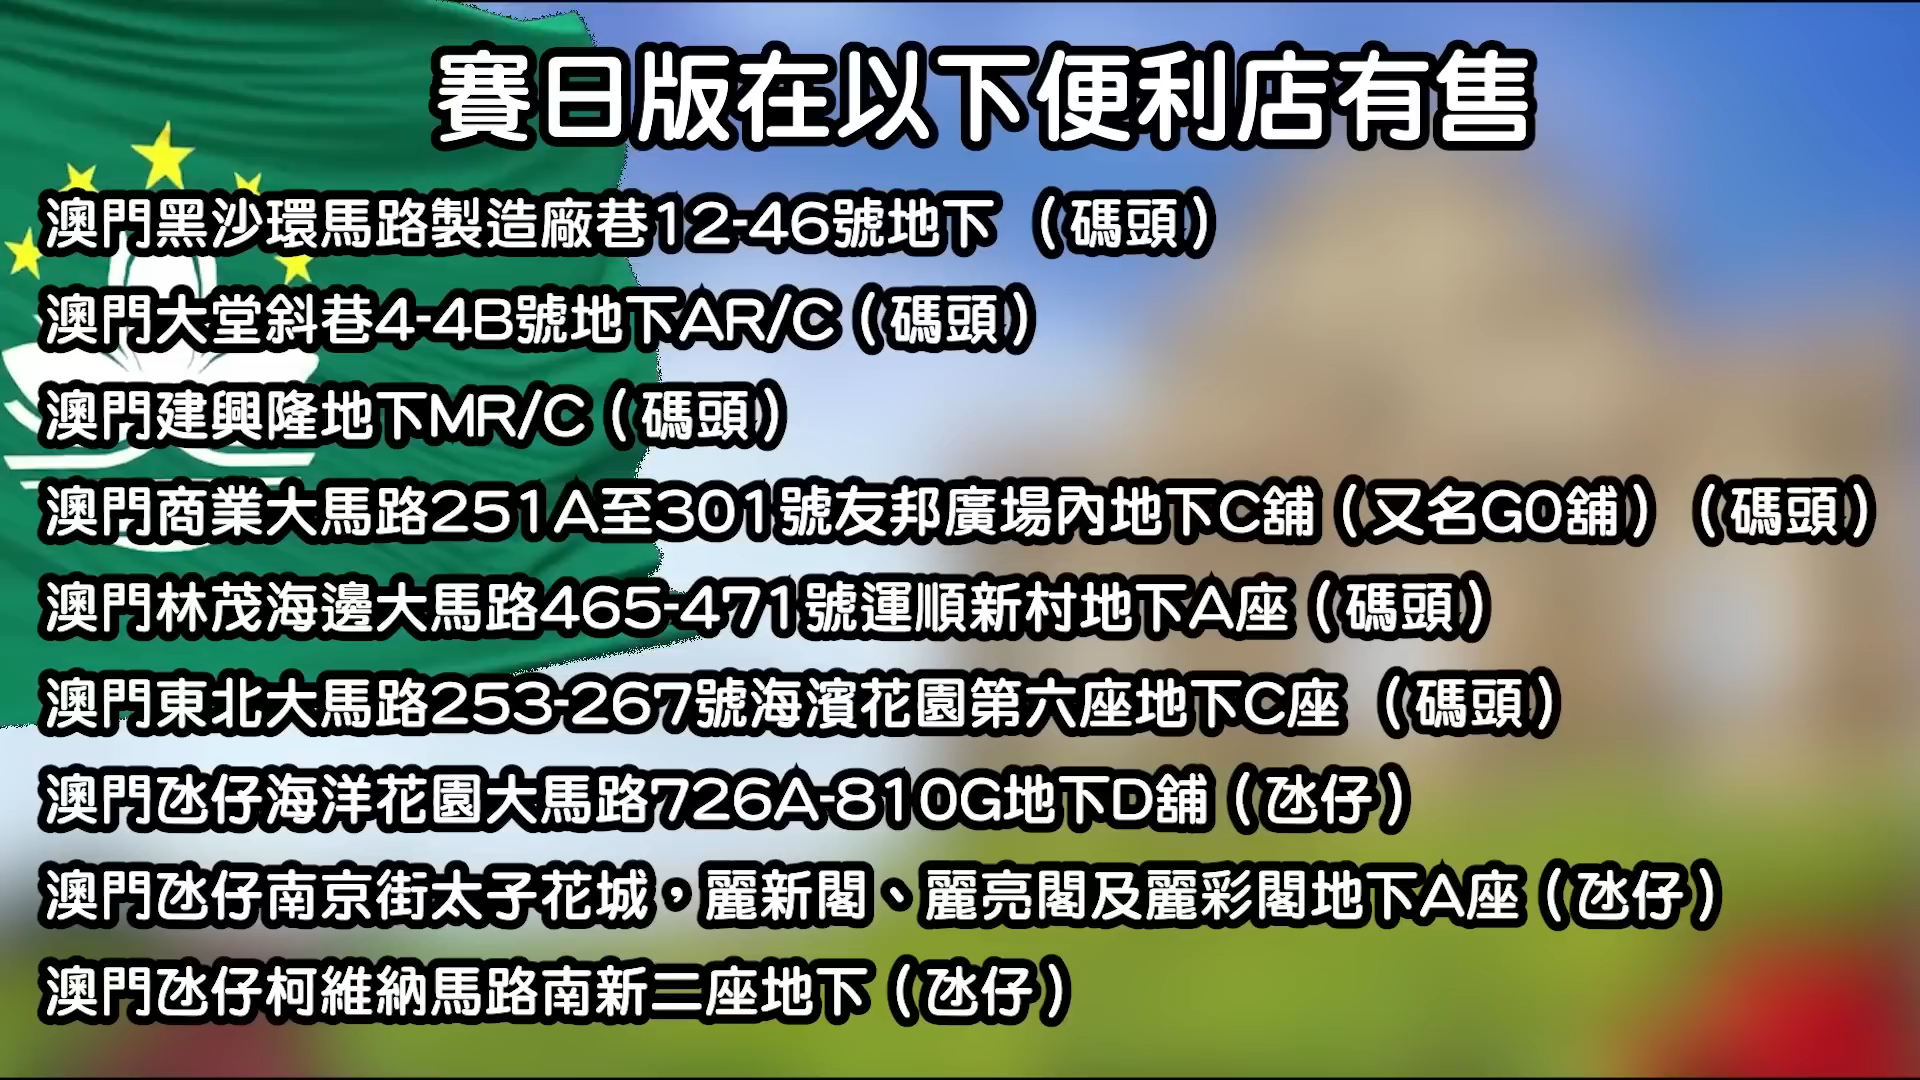 賽日版在以下便利店有售
澳門黑沙環馬路製造廠巷12-46號地下 （碼頭）
澳門大堂斜巷4-4B號地下AR/C（碼頭）
澳門建興隆地下MR/C（碼頭）
澳門商業大馬路251A至301號友邦廣場內地下C舖（又名G0舖）（碼頭）
澳門林茂海邊大馬路465-471號運順新村地下A座（碼頭）
澳門東北大馬路253-267號海濱花園第六座地下C座 （碼頭）
澳門氹仔海洋花園大馬路726A-810G地下D舖（氹仔）
澳門氹仔南京街太子花城，麗新閣、麗亮閣及麗彩閣地下A座（氹仔）
澳門氹仔柯維納馬路南新二座地下（氹仔）